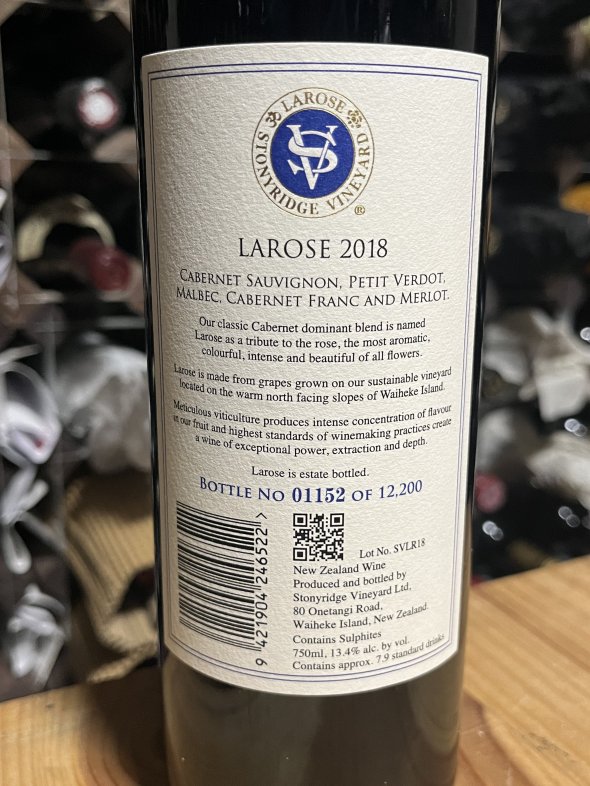 LAROSE
STONYRIDGE VINEYARD
SV
®
LAROSE 2018
CABERNET SAUVIGNON, PETIT VERDOT,
MALBEC, CABERNET FRANC AND MERLOT.
Our classic Cabernet dominant blend is named
Larose as a tribute to the rose, the most aromatic,
colourful, intense and beautiful of all flowers.
Larose is made from grapes grown on our sustainable vineyard
located on the warm north facing slopes of Waiheke Island.
Meticulous viticulture produces intense concentration of flavour
in our fruit and highest standards of winemaking practices create
a wine of exceptional power, extraction and depth.
Larose is estate bottled.
BOTTLE NO 01152 OF 12,200
9 421904 246522 >
Lot No. SVLR18
New Zealand Wine
Produced and bottled by
Stonyridge Vineyard Ltd,
80 Onetangi Road,
Waiheke Island, New Zealand.
Contains Sulphites
750ml, 13.4% alc. by vol.
Contains approx. 7.9 standard drinks